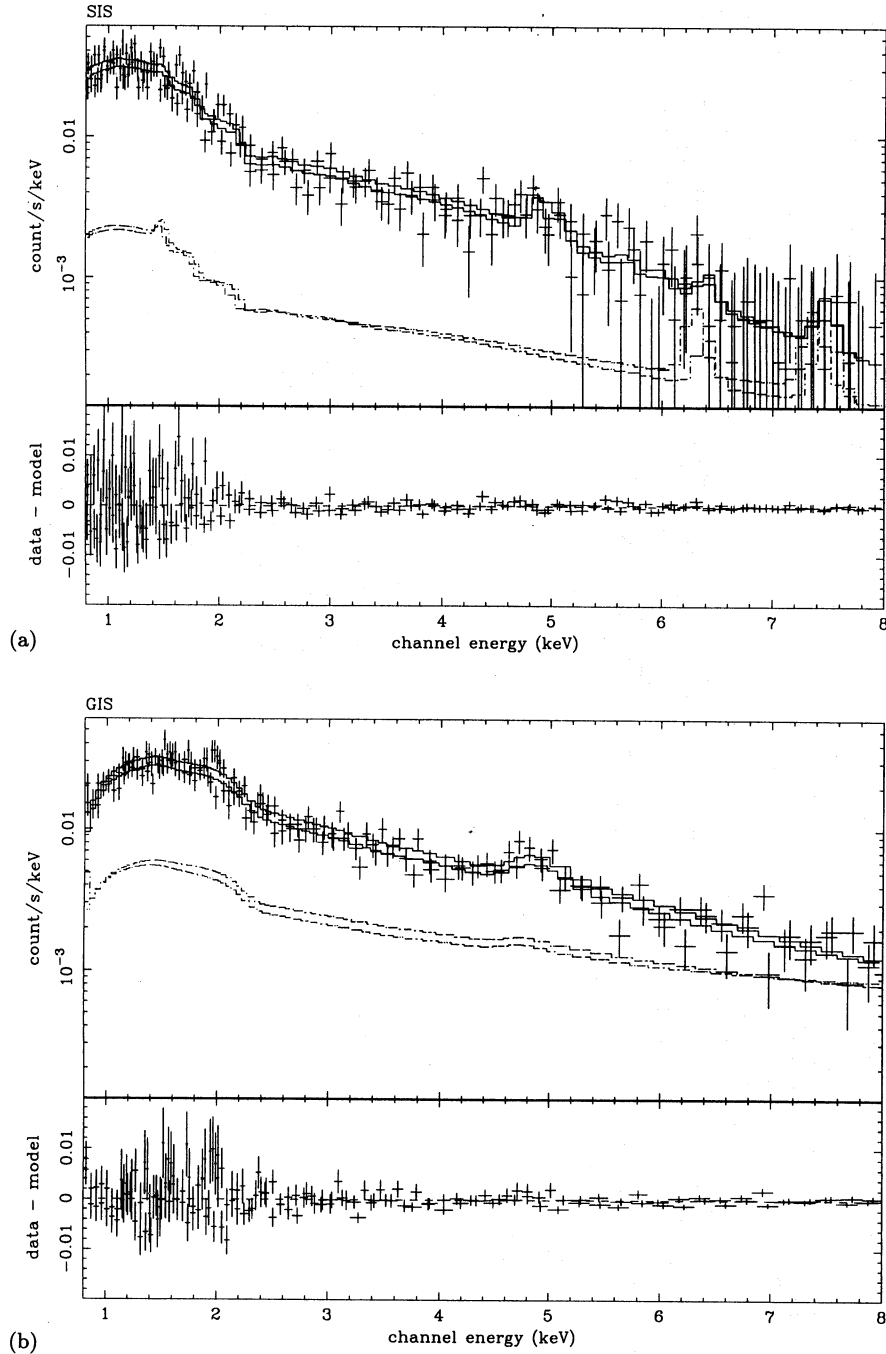 SIS
0.01
10⁻³
count/s/keV
0.01
0
−0.01
data − model
1 2 3 4 5 6 7 8
channel energy (keV)
(a)
GIS
0.01
10⁻³
count/s/keV
0.01
0
−0.01
data − model
1 2 3 4 5 6 7 8
channel energy (keV)
(b)